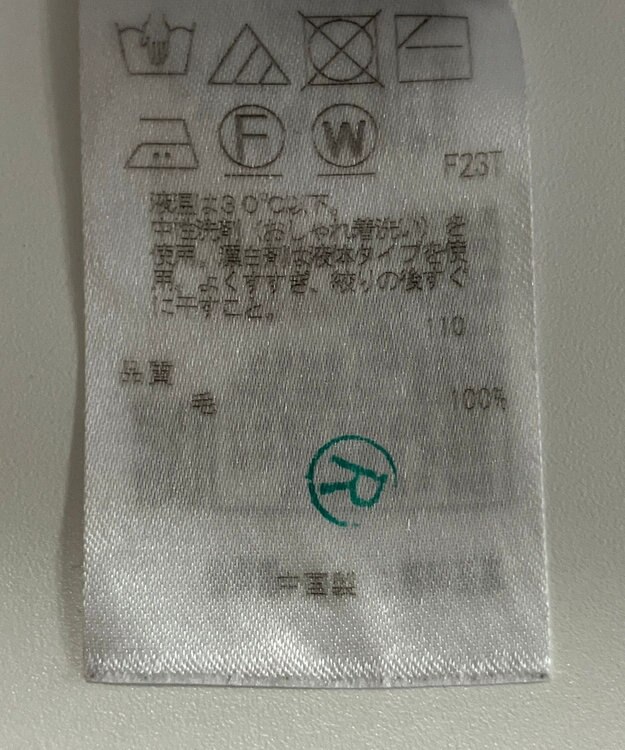 F W
F23T
液温は30℃以下。
中性洗剤（おしゃれ着洗い）を
使用。漂白剤は液体タイプを使
用。よくすすぎ、絞りの後すぐ
に干すこと。
110
品質
毛 100%
R
中国製